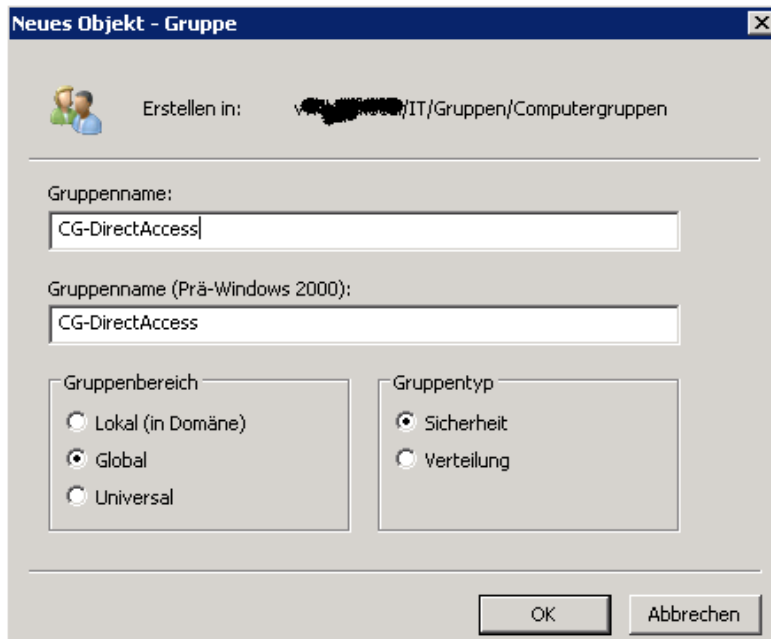 Neues Objekt - Gruppe
Erstellen in: /IT/Gruppen/Computergruppen
Gruppenname:
CG-DirectAccess
Gruppenname (Prä-Windows 2000):
CG-DirectAccess
Gruppenbereich
Lokal (in Domäne)
Global
Universal
Gruppentyp
Sicherheit
Verteilung
OK Abbrechen